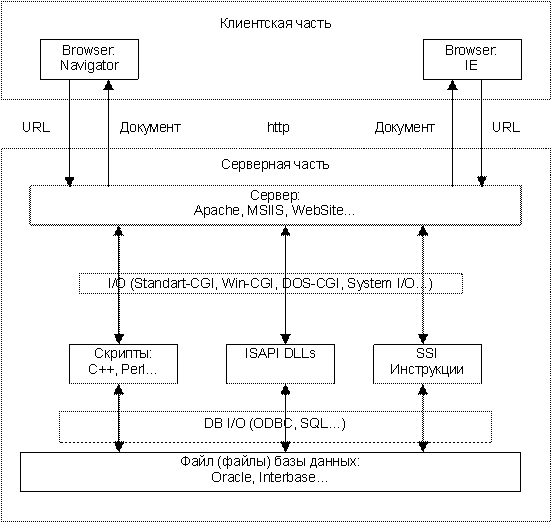 Клиентская часть
Browser:
Navigator
Browser:
IE
URL
Документ
http
Документ
URL
Серверная часть
Сервер:
Apache, MSIIS, WebSite...
I/O (Standart-CGI, Win-CGI, DOS-CGI, System I/O...)
Скрипты:
C++, Perl...
ISAPI DLLs
SSI
Инструкции
DB I/O (ODBC, SQL...)
Файл (файлы) базы данных:
Oracle, Interbase...